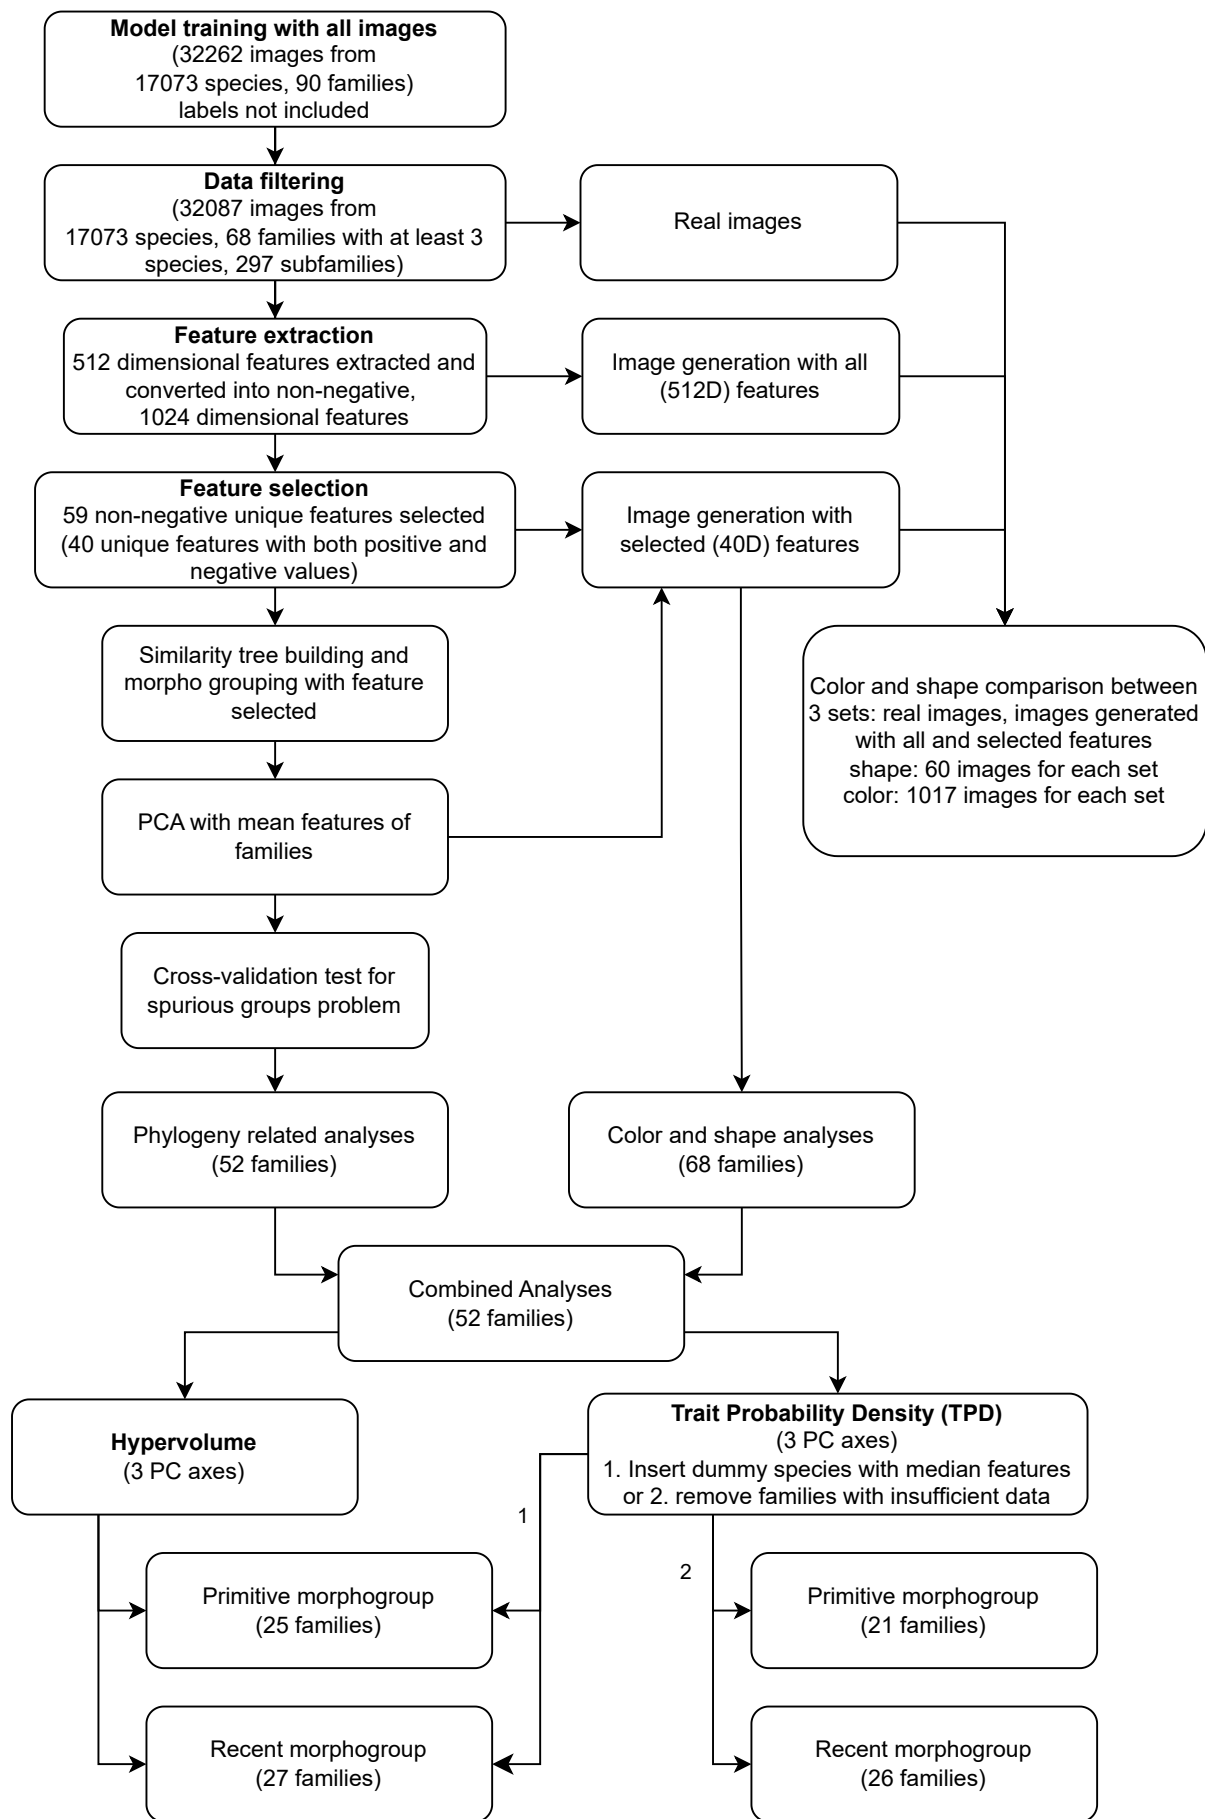 Model training with all images
(32262 images from
17073 species, 90 families)
labels not included
Data filtering
(32087 images from
17073 species, 68 families with at least 3
species, 297 subfamilies)
Real images
Feature extraction
512 dimensional features extracted and
converted into non-negative,
1024 dimensional features
Image generation with all
(512D) features
Feature selection
59 non-negative unique features selected
(40 unique features with both positive and
negative values)
Image generation with
selected (40D) features
Similarity tree building and
morpho grouping with feature
selected
Color and shape comparison between
3 sets: real images, images generated
with all and selected features
shape: 60 images for each set
color: 1017 images for each set
PCA with mean features of
families
Cross-validation test for
spurious groups problem
Phylogeny related analyses
(52 families)
Color and shape analyses
(68 families)
Combined Analyses
(52 families)
Hypervolume
(3 PC axes)
Trait Probability Density (TPD)
(3 PC axes)
1. Insert dummy species with median features
or 2. remove families with insufficient data
1
2
Primitive morphogroup
(25 families)
Primitive morphogroup
(21 families)
Recent morphogroup
(27 families)
Recent morphogroup
(26 families)